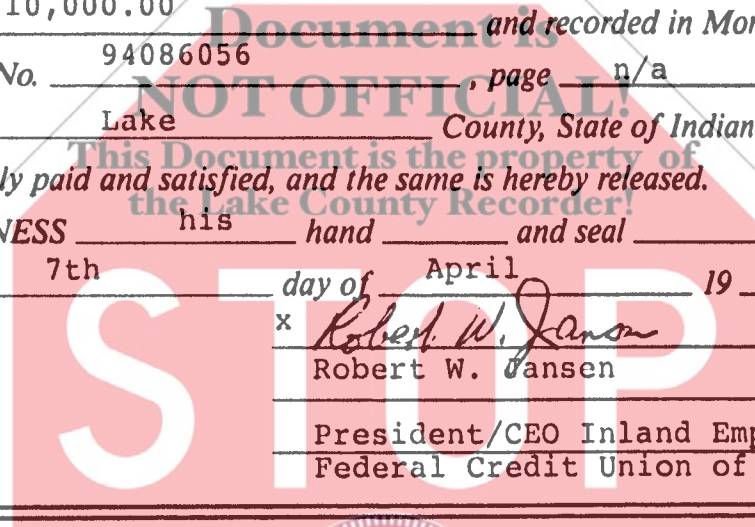 10,000.00 and recorded in Mor
Document is
No. 94086056, page n/a
NOT OFFICIAL!
Lake County, State of Indian
This Document is the property of
ly paid and satisfied, and the same is hereby released.
the Lake County Recorder!
NESS his hand and seal
7th day of April 19
STOP
x Robert W. Jansen
Robert W. Jansen
President/CEO Inland Emp
Federal Credit Union of